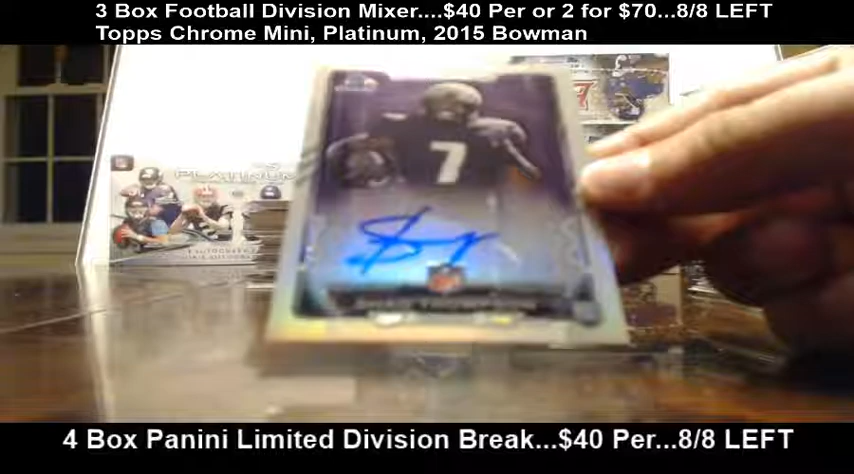 3 Box Football Division Mixer....$40 Per or 2 for $70...8/8 LEFT
Topps Chrome Mini, Platinum, 2015 Bowman
7
PLATINUM
4 Box Panini Limited Division Break...$40 Per...8/8 LEFT